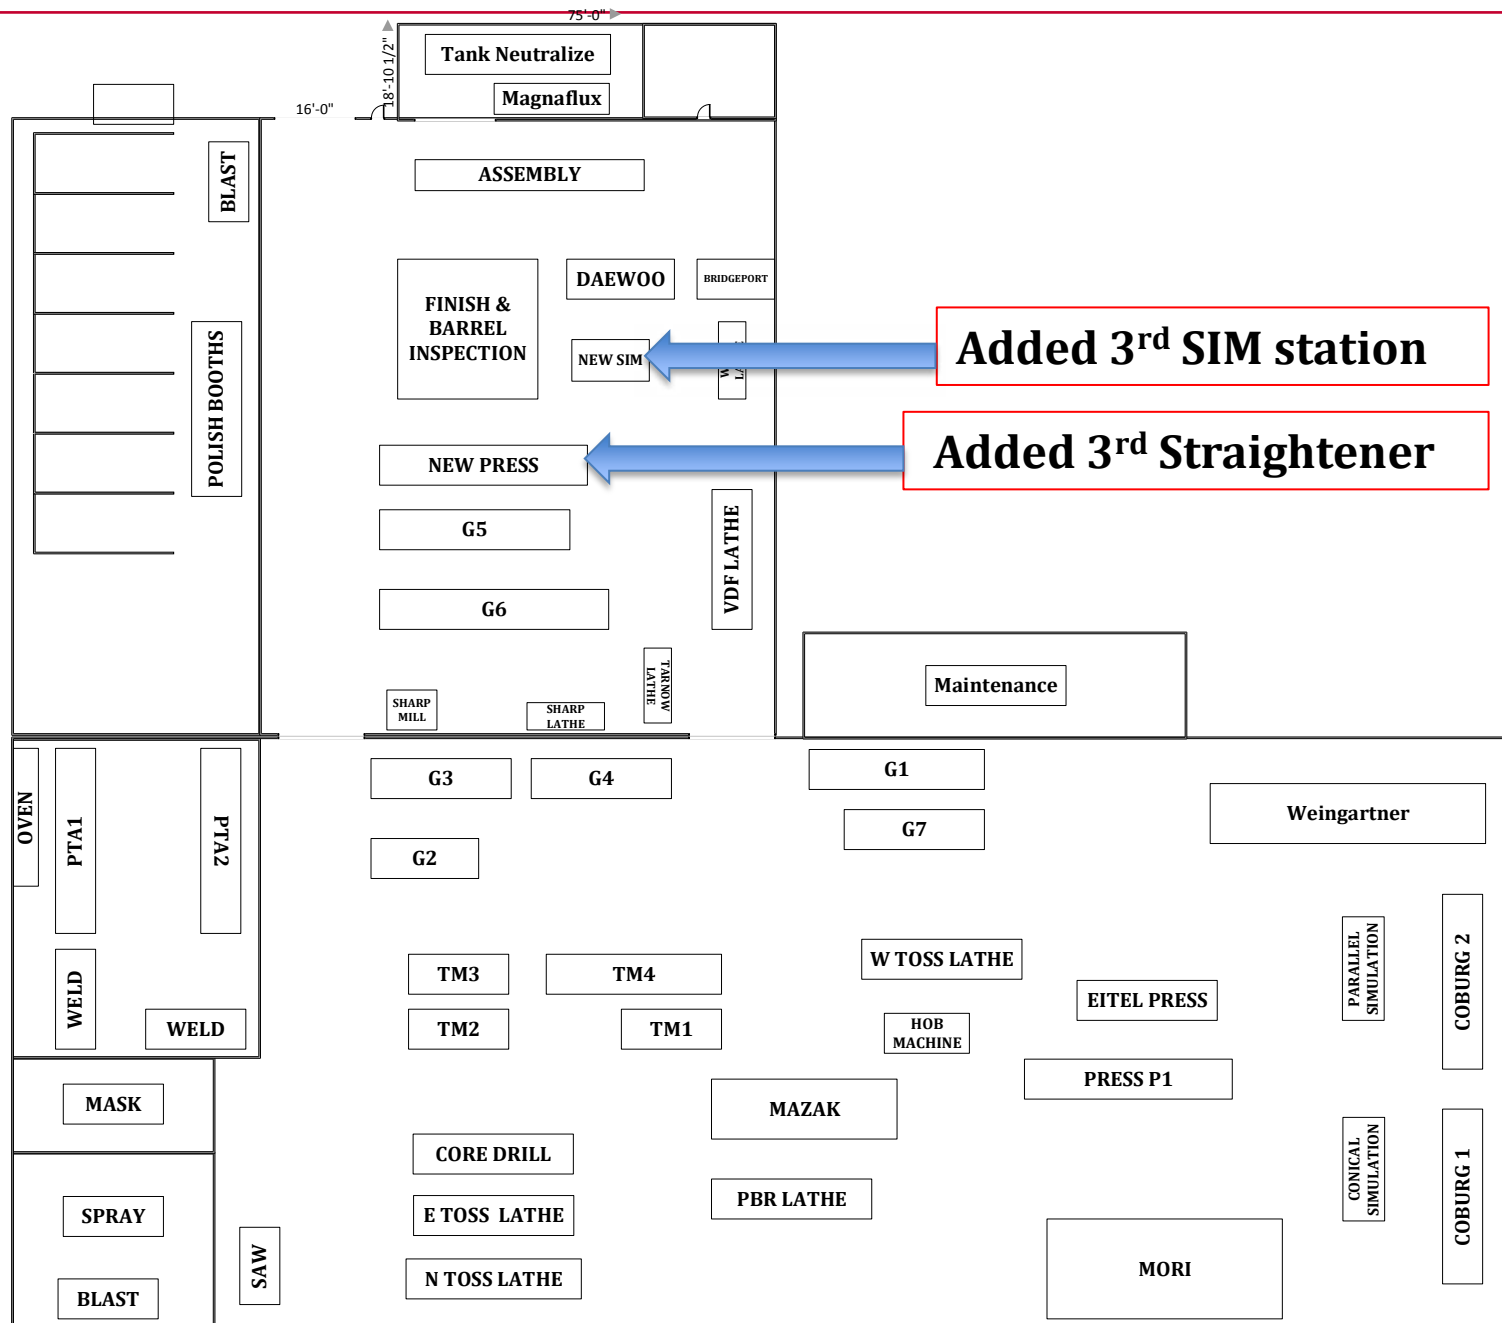 75'-0"
18'-10 1/2"
Tank Neutralize
Magnaflux
16'-0"
BLAST
ASSEMBLY
DAEWOO
BRIDGEPORT
FINISH &
BARREL
INSPECTION
NEW SIM
Added 3rd SIM station
POLISH BOOTHS
NEW PRESS
Added 3rd Straightener
G5
VDF LATHE
G6
TARNOW
LATHE
SHARP
MILL
SHARP
LATHE
Maintenance
OVEN
PTA1
PTA2
G3
G4
G1
Weingartner
G7
G2
WELD
WELD
TM3
TM4
W TOSS LATHE
PARALLEL
SIMULATION
COBURG 2
EITEL PRESS
TM2
TM1
HOB
MACHINE
PRESS P1
MASK
MAZAK
CORE DRILL
CONICAL
SIMULATION
COBURG 1
SPRAY
E TOSS LATHE
PBR LATHE
SAW
N TOSS LATHE
MORI
BLAST